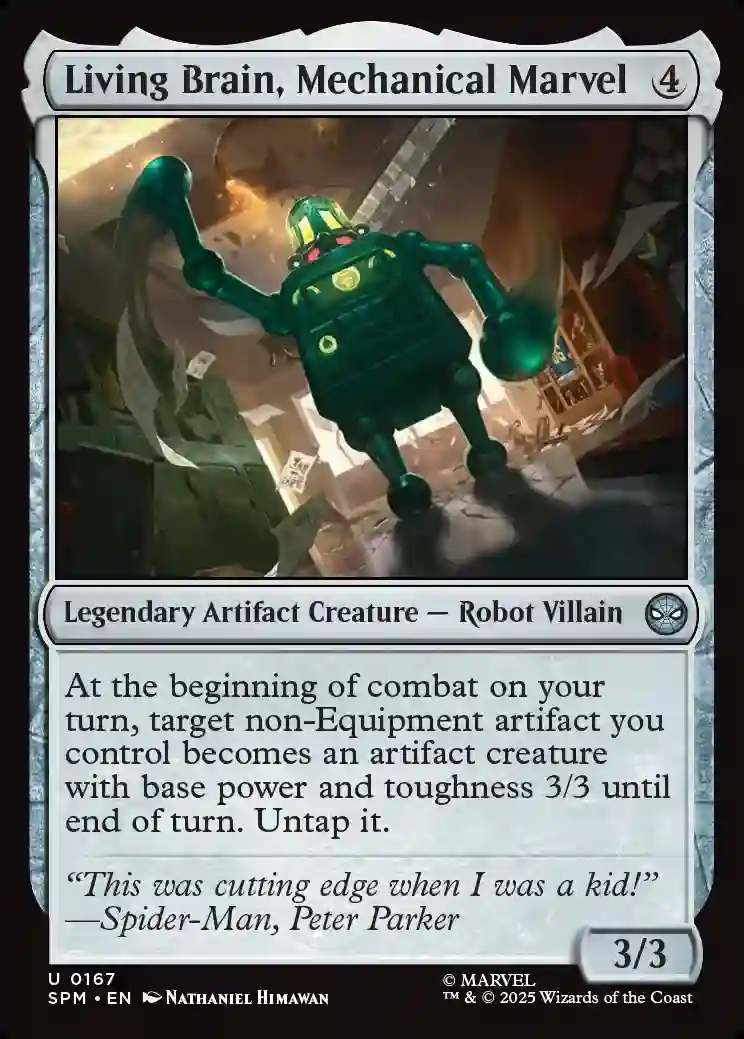 Living Brain, Mechanical Marvel 4
Legendary Artifact Creature — Robot Villain
At the beginning of combat on your
turn, target non-Equipment artifact you
control becomes an artifact creature
with base power and toughness 3/3 until
end of turn. Untap it.
“This was cutting edge when I was a kid!”
—Spider-Man, Peter Parker
3/3
U 0167
SPM • EN Nathaniel Himawan
© MARVEL
™ & © 2025 Wizards of the Coast